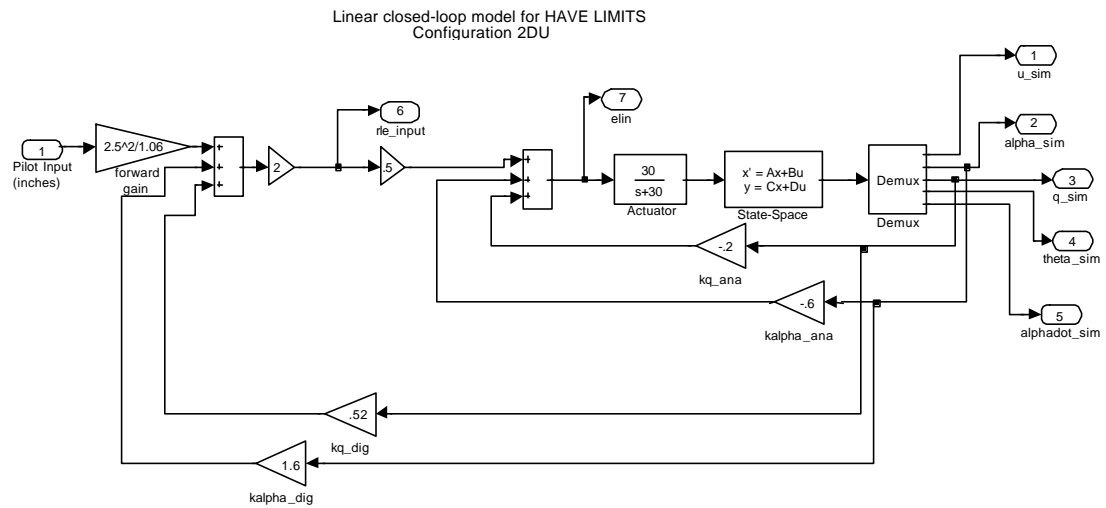 Linear closed-loop model for HAVE LIMITS
Configuration 2DU
1
Pilot Input
(inches)
2.5^2/1.06
forward
gain
+
+
+
2
6
rle_input
.5
+
+
+
7
elin
30
s+30
Actuator
x' = Ax+Bu
y = Cx+Du
State-Space
Demux
Demux
1
u_sim
2
alpha_sim
3
q_sim
4
theta_sim
5
alphadot_sim
-.2
kq_ana
-.6
kalpha_ana
.52
kq_dig
1.6
kalpha_dig